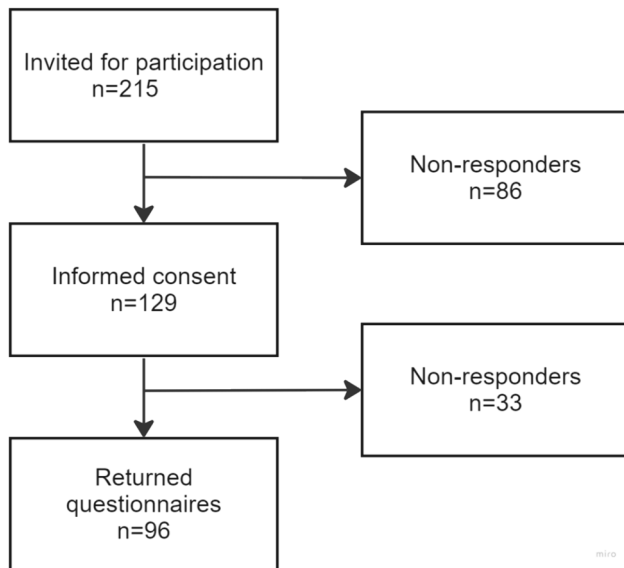 Invited for participation
n=215
Non-responders
n=86
Informed consent
n=129
Non-responders
n=33
Returned
questionnaires
n=96
miro